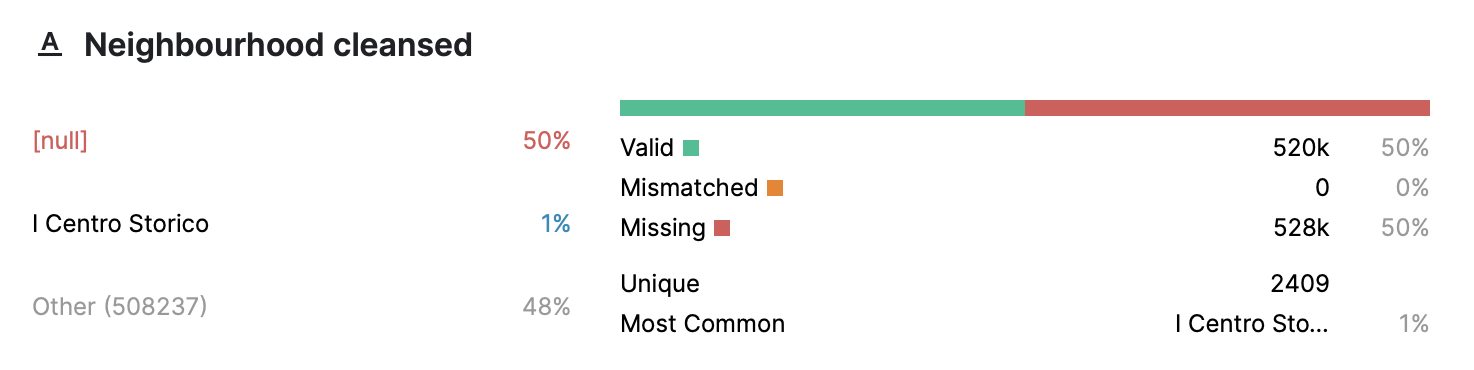 A Neighbourhood cleansed
[null] 50%
I Centro Storico 1%
Other (508237) 48%
Valid 520k 50%
Mismatched 0 0%
Missing 528k 50%
Unique 2409
Most Common I Centro Sto... 1%